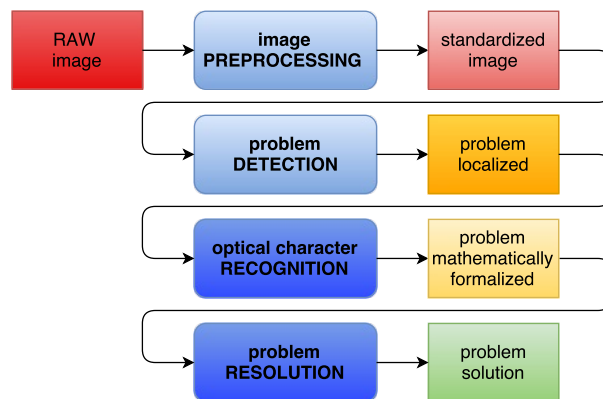 RAW
image
image
PREPROCESSING
standardized
image
problem
DETECTION
problem
localized
optical character
RECOGNITION
problem
mathematically
formalized
problem
RESOLUTION
problem
solution